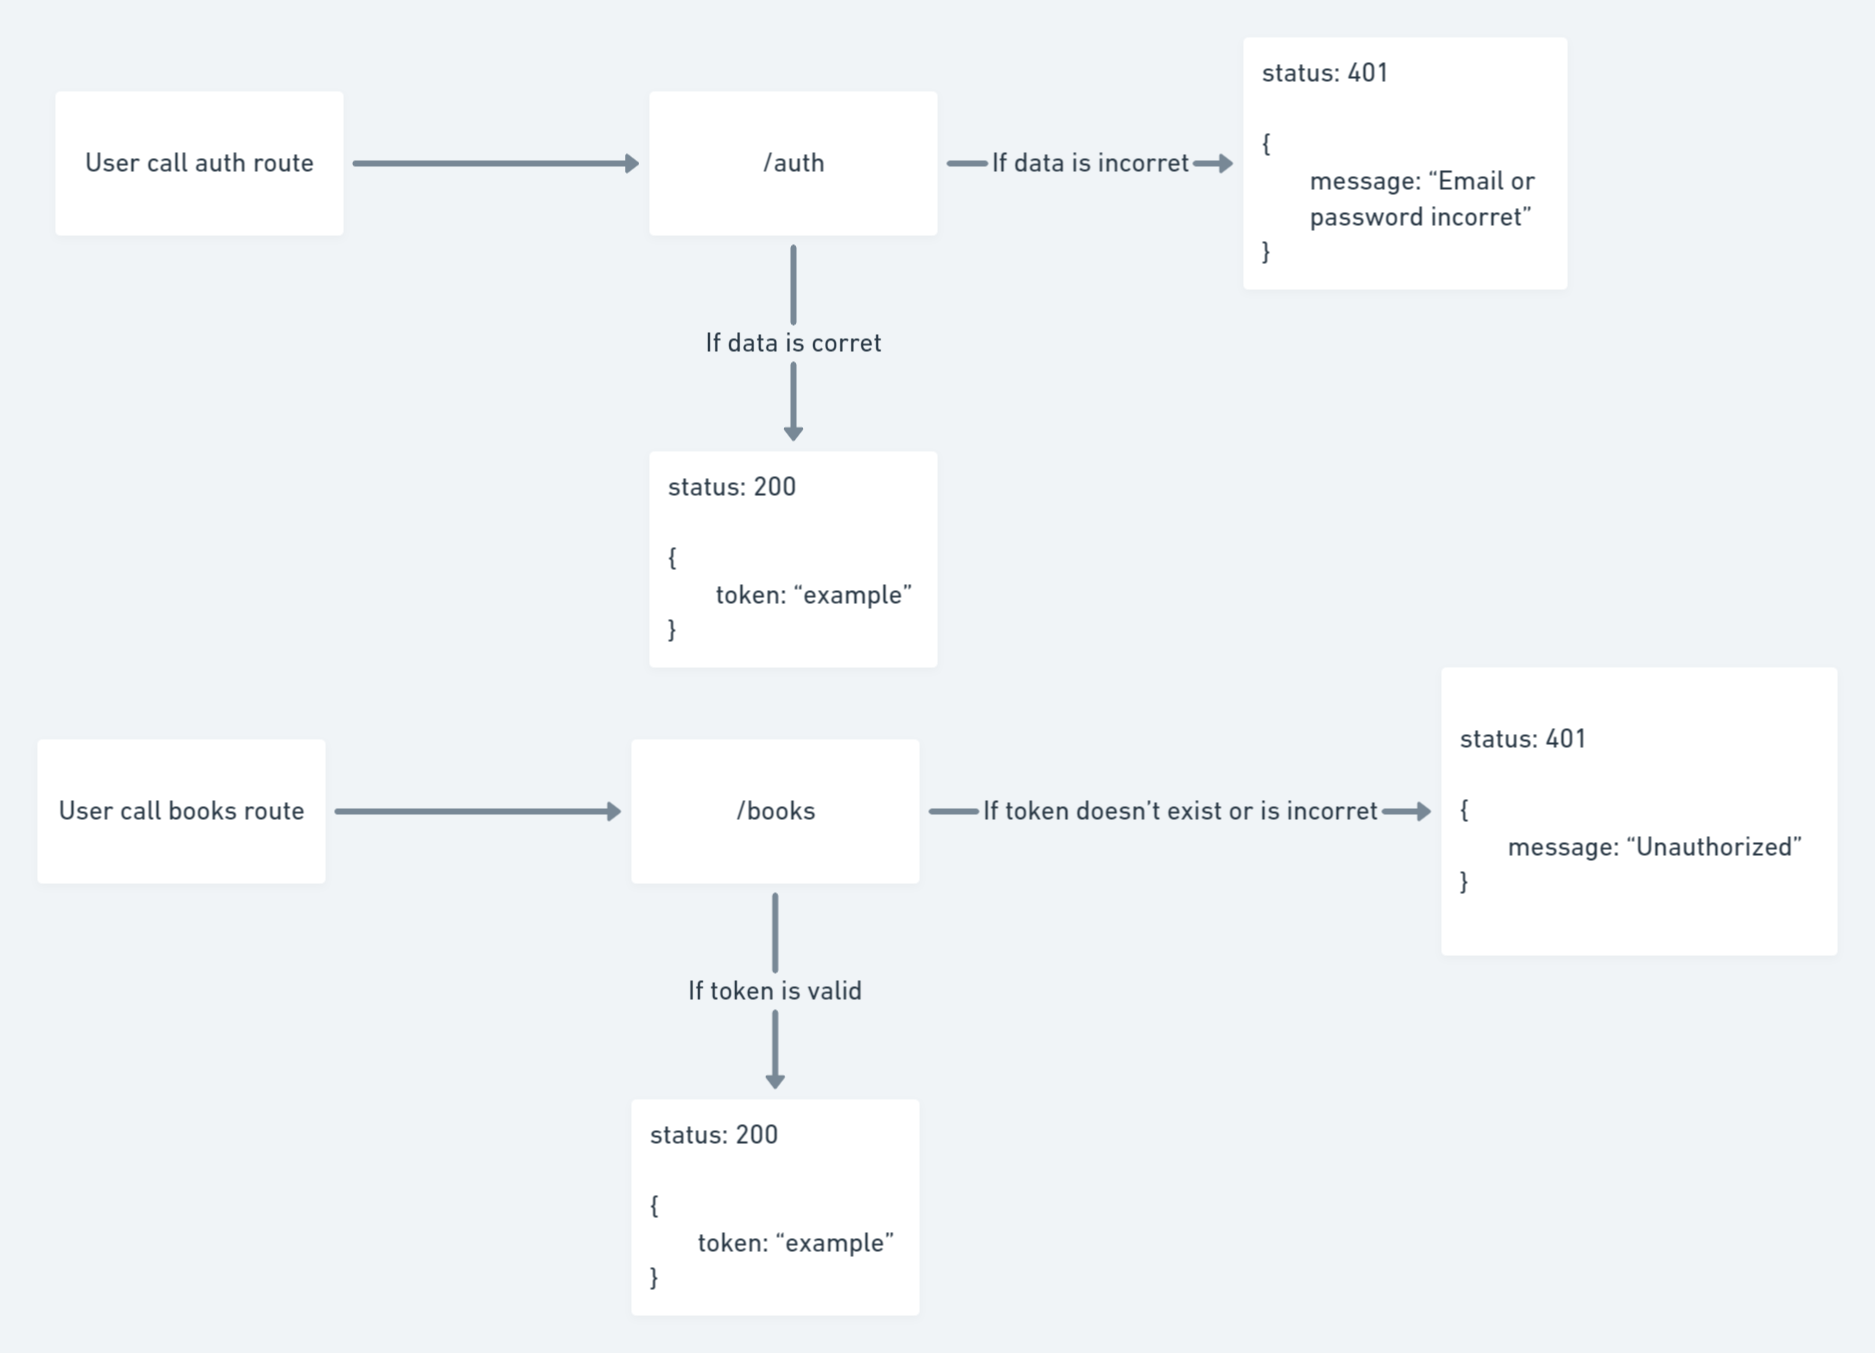 User call auth route
/auth
If data is incorret
status: 401
{
message: “Email or
password incorret”
}
If data is corret
status: 200
{
token: “example”
}
User call books route
/books
If token doesn’t exist or is incorret
status: 401
{
message: “Unauthorized”
}
If token is valid
status: 200
{
token: “example”
}